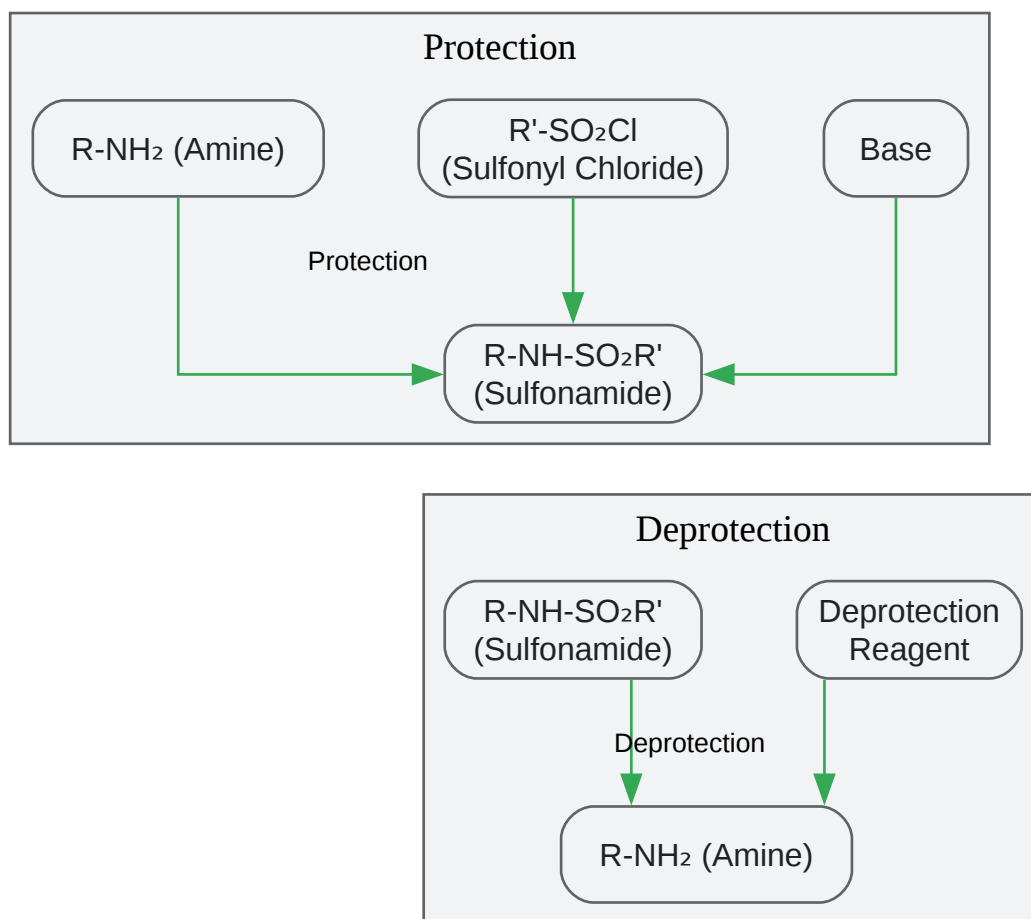 Protection
R-NH₂ (Amine)
R'-SO₂Cl
(Sulfonyl Chloride)
Base
Protection
R-NH-SO₂R'
(Sulfonamide)
Deprotection
R-NH-SO₂R'
(Sulfonamide)
Deprotection
Reagent
Deprotection
R-NH₂ (Amine)